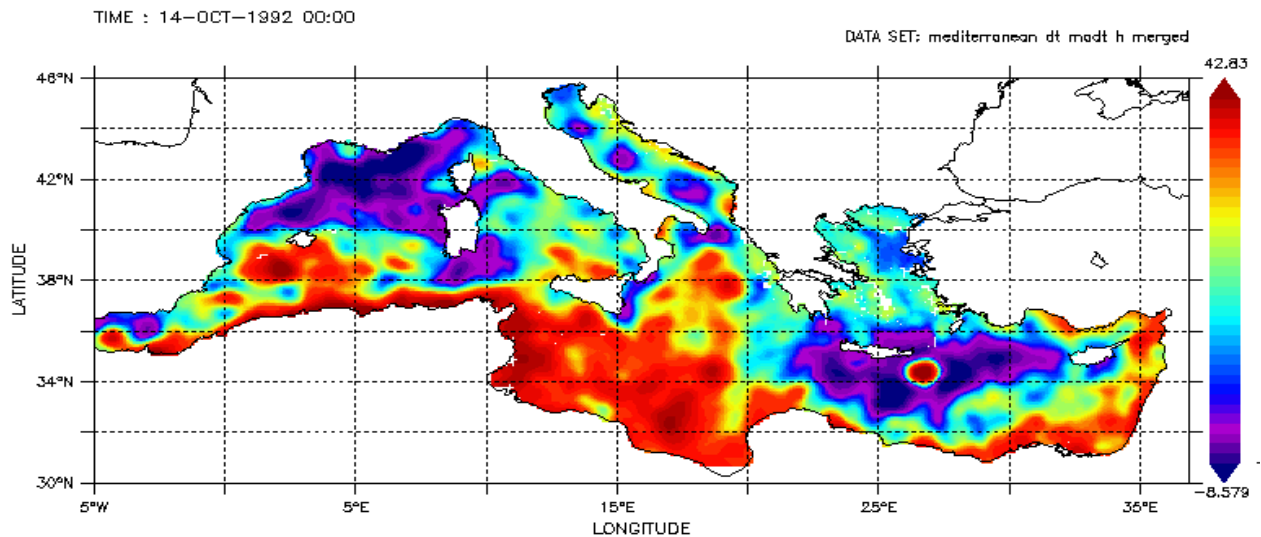 TIME : 14-OCT-1992 00:00
DATA SET: mediterranean dt madt h merged
42.83
46°N
42°N
38°N
34°N
30°N
LATITUDE
-8.579
5°W
5°E
15°E
25°E
35°E
LONGITUDE